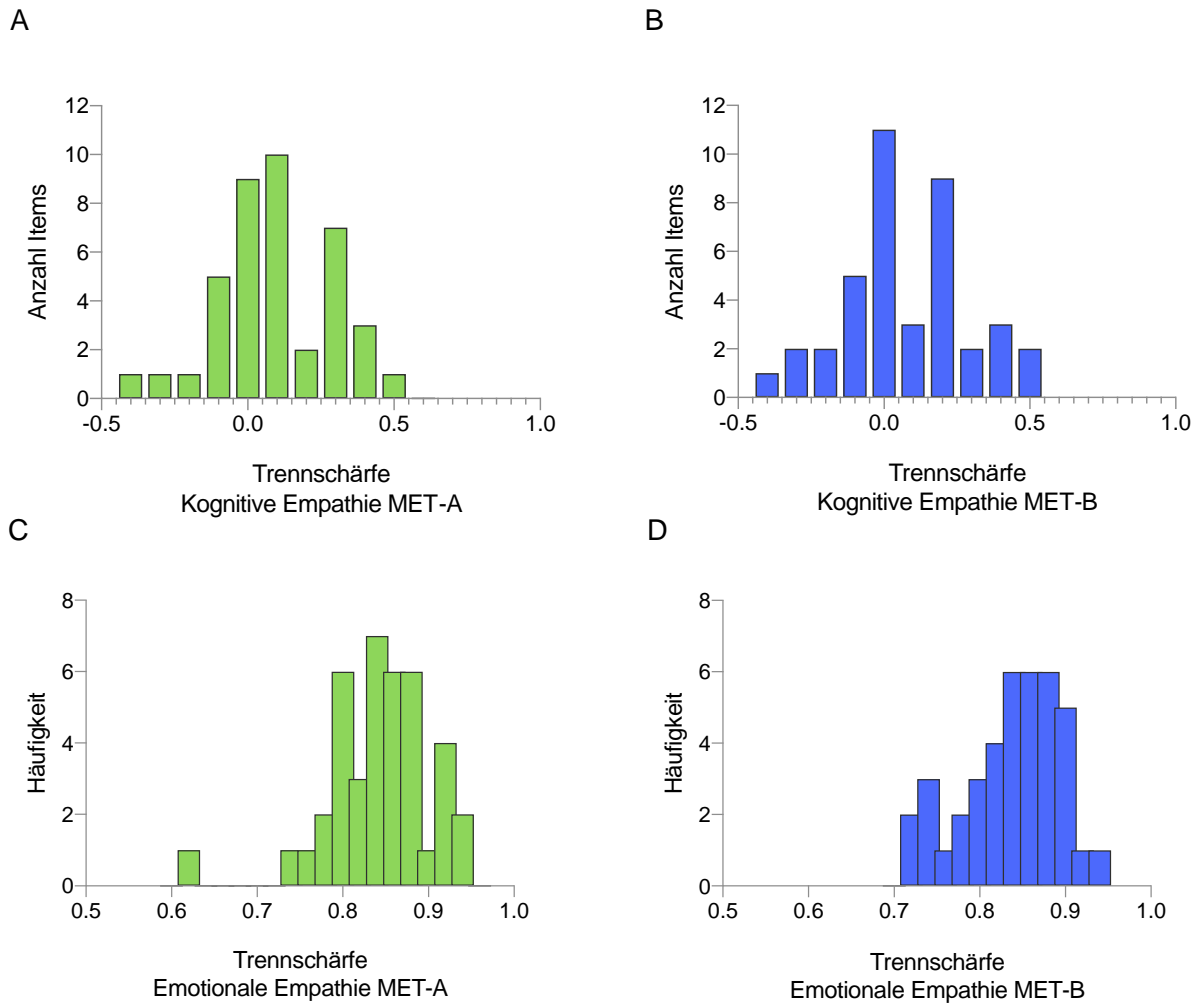 A
12
10
8
6
4
2
0
Anzahl Items
-0.5 0.0 0.5 1.0
Trennschärfe
Kognitive Empathie MET-A
B
12
10
8
6
4
2
0
Anzahl Items
-0.5 0.0 0.5 1.0
Trennschärfe
Kognitive Empathie MET-B
C
8
6
4
2
0
Häufigkeit
0.5 0.6 0.7 0.8 0.9 1.0
Trennschärfe
Emotionale Empathie MET-A
D
8
6
4
2
0
Häufigkeit
0.5 0.6 0.7 0.8 0.9 1.0
Trennschärfe
Emotionale Empathie MET-B